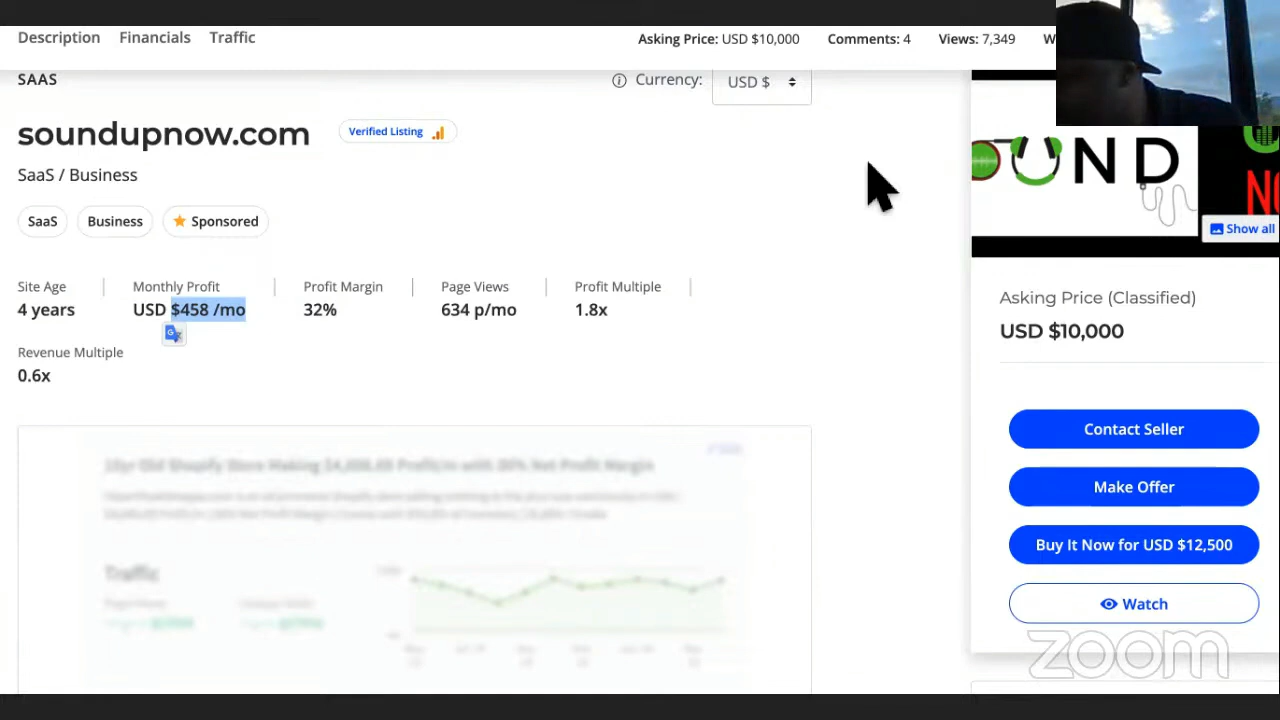 Description Financials Traffic
Asking Price: USD $10,000 Comments: 4 Views: 7,349 W
SAAS
Currency: USD $
soundupnow.com Verified Listing
SaaS / Business
SaaS Business Sponsored
Site Age Monthly Profit Profit Margin Page Views Profit Multiple
4 years USD $458 /mo 32% 634 p/mo 1.8x
Revenue Multiple
0.6x
OUND
NO
Show all
Asking Price (Classified)
USD $10,000
Contact Seller
Make Offer
Buy It Now for USD $12,500
Watch
zoom